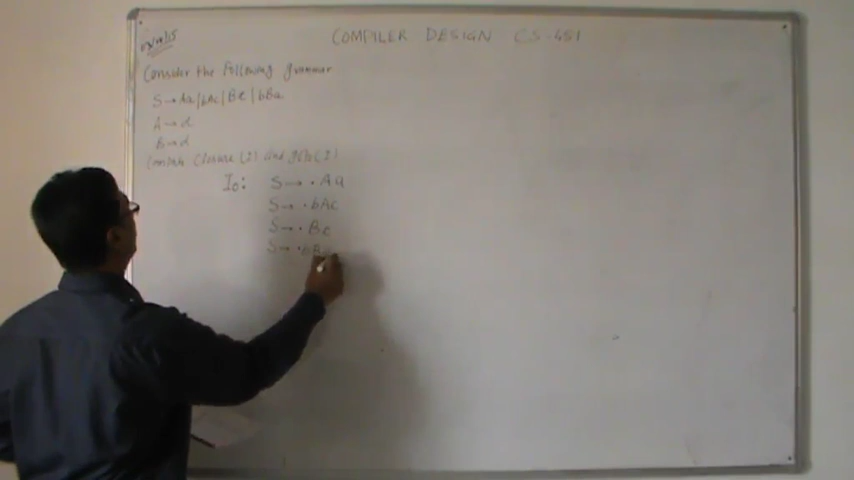 COMPILER DESIGN CS-451
Consider the Following grammar
S → Aa | bAc | Bc | bBa
A → d
B → d
Closure (I) and goto (I)
I₀: S → · Aa
S → · bAc
S → · Bc
S → · bBa